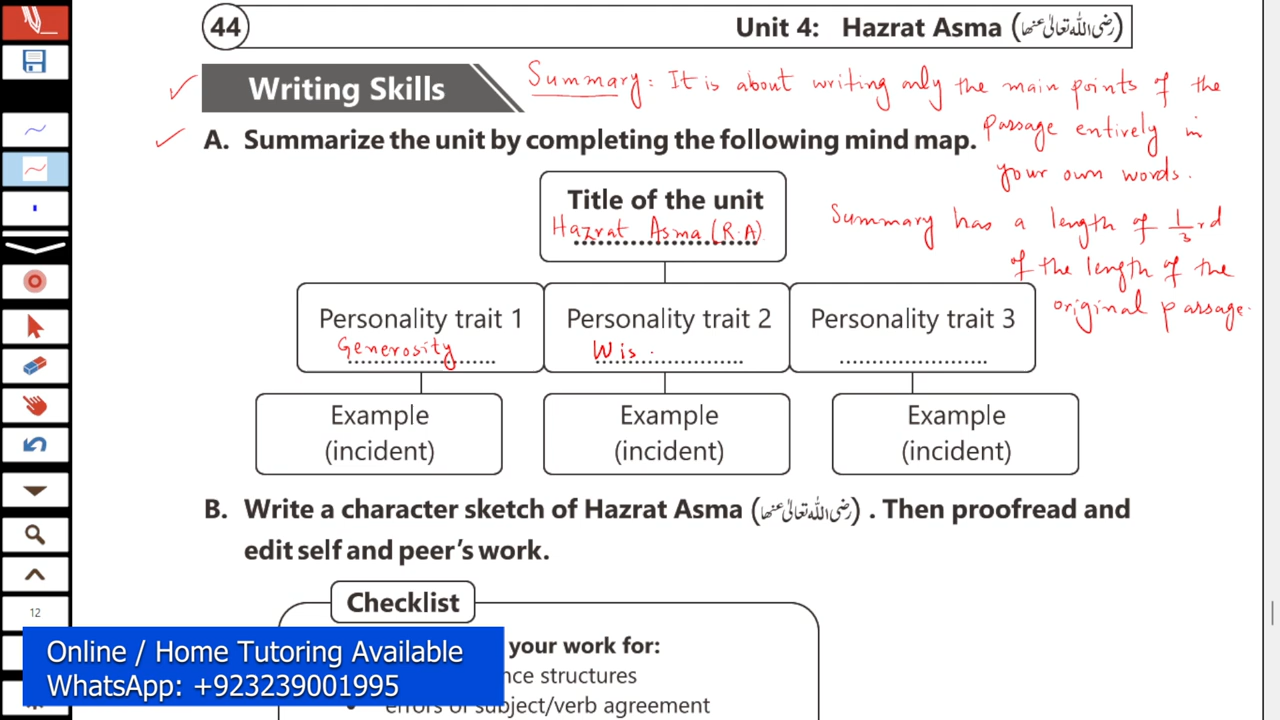 44
Unit 4: Hazrat Asma (رضی اللہ تعالیٰ عنھا)
Writing Skills
Summary: It is about writing only the main points of the
passage entirely in
your own words.
A. Summarize the unit by completing the following mind map.
Summary has a length of 1/3 rd
of the length of the
original passage.
Title of the unit
Hazrat Asma (R.A)
Personality trait 1
Generosity
Personality trait 2
Wis
Personality trait 3
Example
(incident)
Example
(incident)
Example
(incident)
B. Write a character sketch of Hazrat Asma (رضی اللہ تعالیٰ عنھا). Then proofread and
edit self and peer's work.
Checklist
your work for:
nce structures
errors of subject/verb agreement
12
Online / Home Tutoring Available
WhatsApp: +923239001995